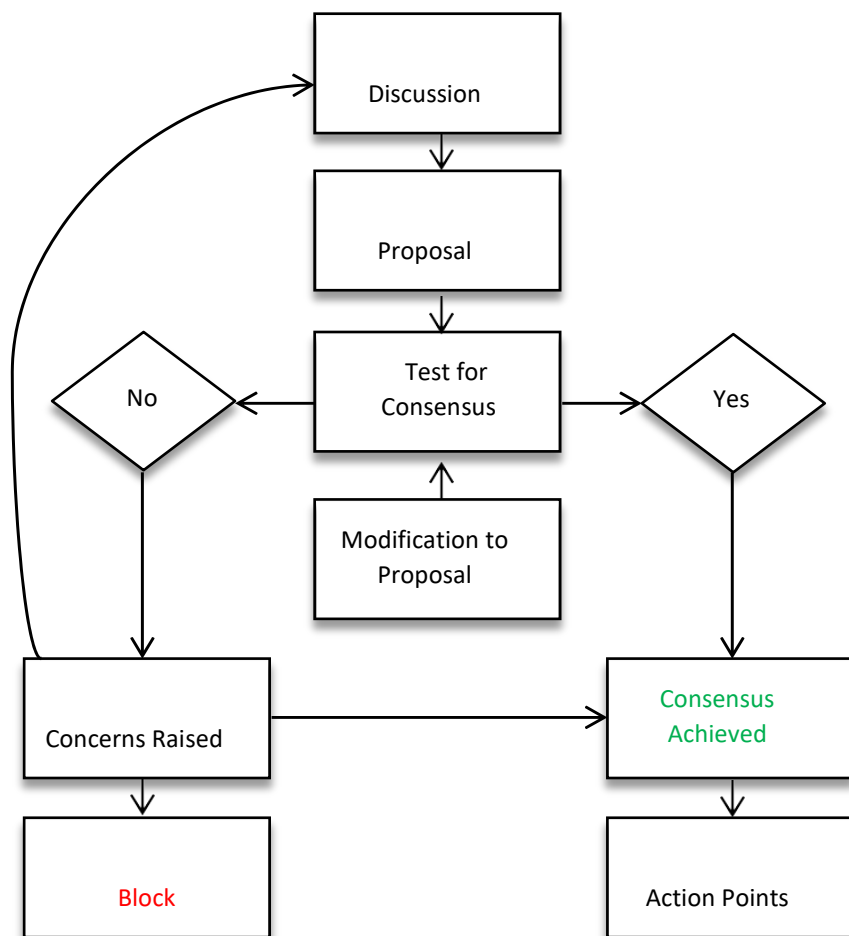 Discussion
Proposal
Test for
Consensus
No
Yes
Modification to
Proposal
Concerns Raised
Consensus
Achieved
Block
Action Points